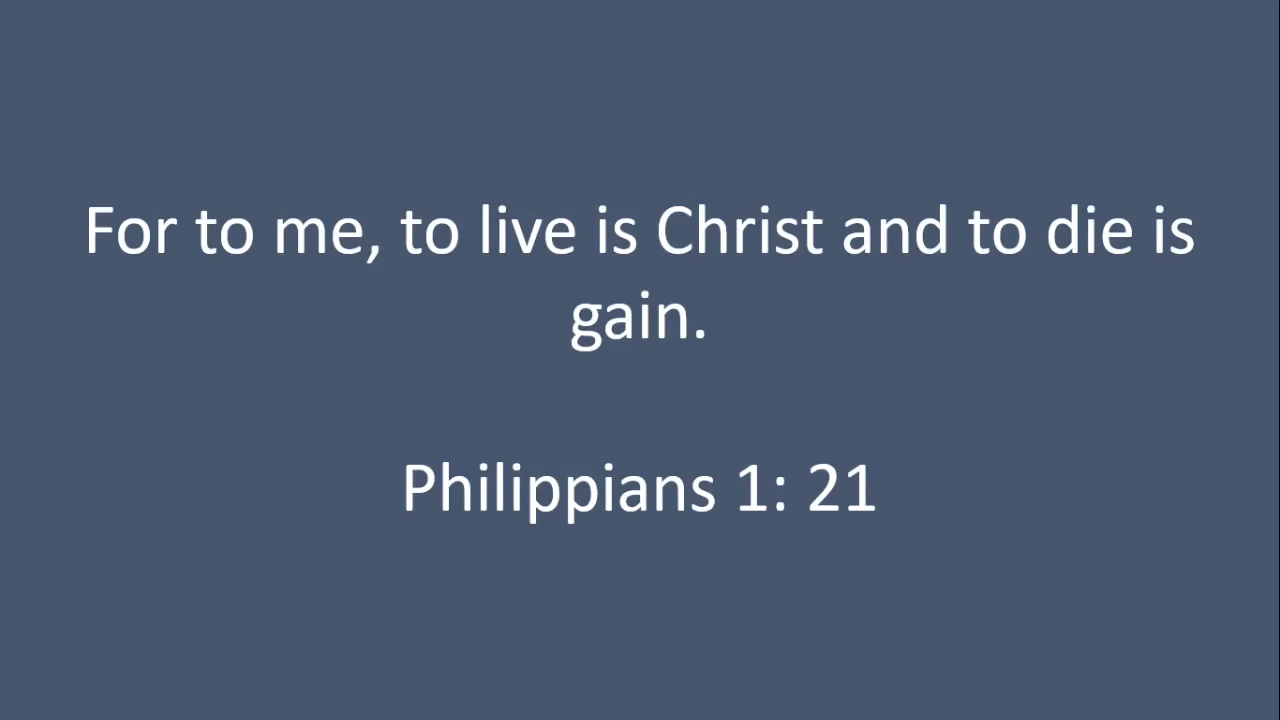 For to me, to live is Christ and to die is
gain.
Philippians 1: 21